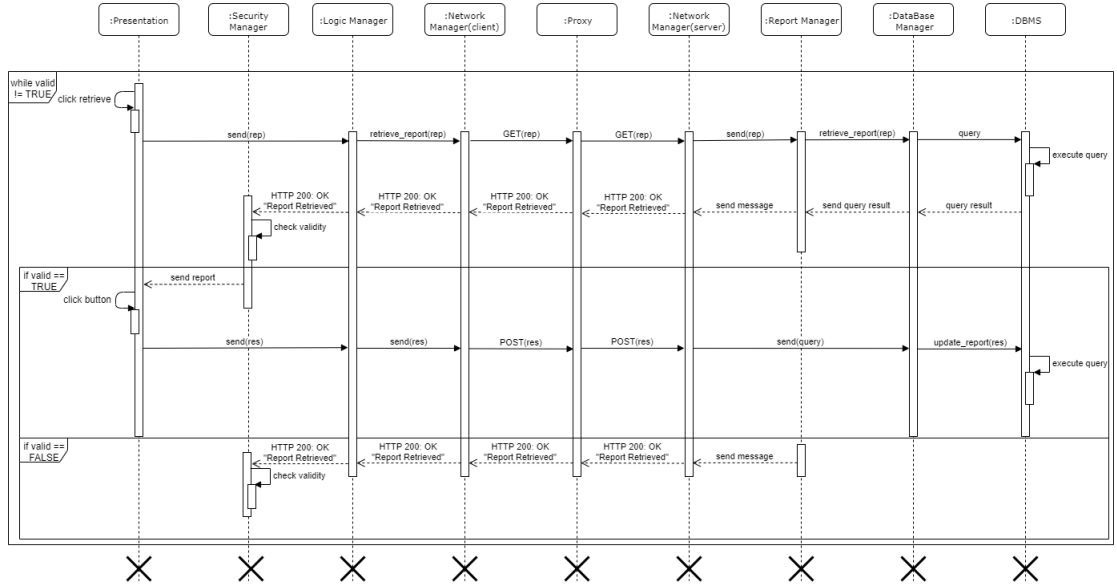 :Presentation
:Security
Manager
:Logic Manager
:Network
Manager(client)
:Proxy
:Network
Manager(server)
:Report Manager
:DataBase
Manager
:DBMS
while valid
!= TRUE
click retrieve
send(rep)
retrieve_report(rep)
GET(rep)
GET(rep)
send(rep)
retrieve_report(rep)
query
execute query
HTTP 200: OK
"Report Retrieved"
HTTP 200: OK
"Report Retrieved"
HTTP 200: OK
"Report Retrieved"
HTTP 200: OK
"Report Retrieved"
send message
send query result
query result
check validity
if valid ==
TRUE
send report
click button
send(res)
send(res)
POST(res)
POST(res)
send(query)
update_report(res)
execute query
if valid ==
FALSE
HTTP 200: OK
"Report Retrieved"
HTTP 200: OK
"Report Retrieved"
HTTP 200: OK
"Report Retrieved"
HTTP 200: OK
"Report Retrieved"
send message
check validity